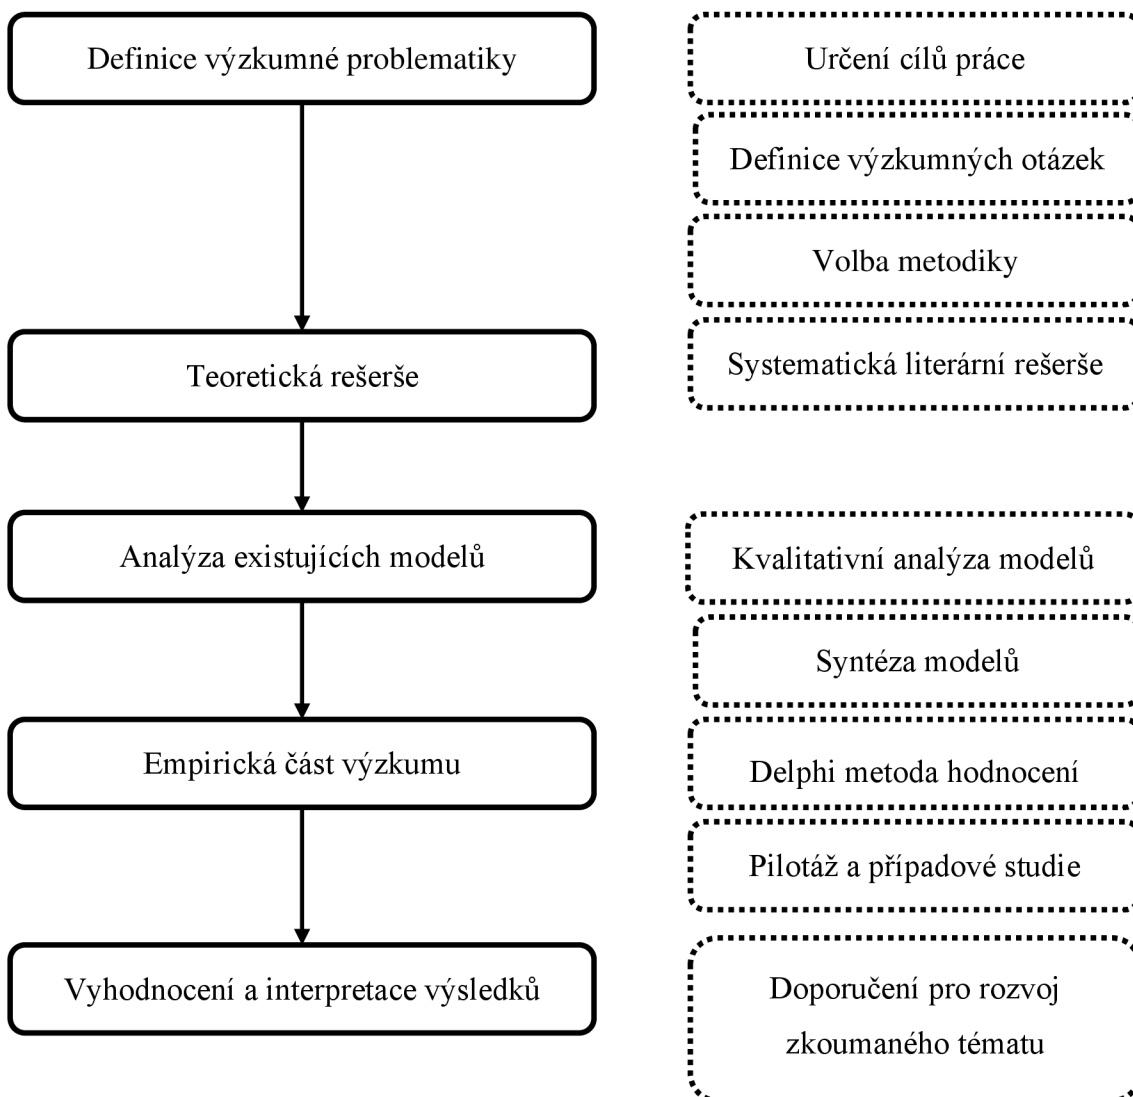 Definice výzkumné problematiky
Určení cílů práce
Definice výzkumných otázek
Volba metodiky
Teoretická rešerše
Systematická literární rešerše
Analýza existujících modelů
Kvalitativní analýza modelů
Syntéza modelů
Empirická část výzkumu
Delphi metoda hodnocení
Pilotáž a případové studie
Vyhodnocení a interpretace výsledků
Doporučení pro rozvoj
zkoumaného tématu